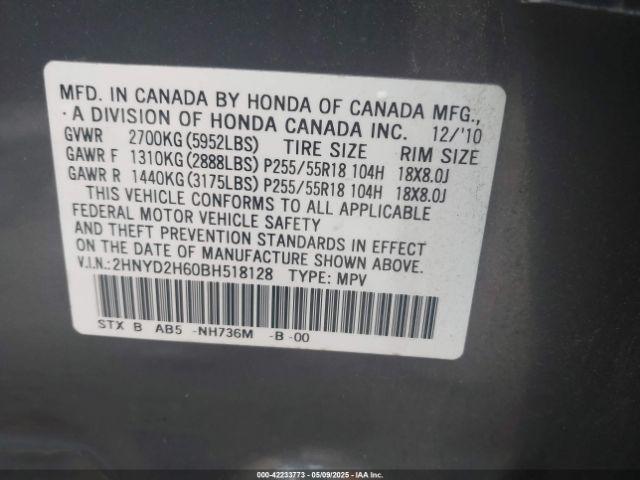 MFD. IN CANADA BY HONDA OF CANADA MFG.,
A DIVISION OF HONDA CANADA INC. 12/'10
GVWR 2700KG (5952LBS) TIRE SIZE RIM SIZE
GAWR F 1310KG (2888LBS) P255/55R18 104H 18X8.0J
GAWR R 1440KG (3175LBS) P255/55R18 104H 18X8.0J
THIS VEHICLE CONFORMS TO ALL APPLICABLE
FEDERAL MOTOR VEHICLE SAFETY
AND THEFT PREVENTION STANDARDS IN EFFECT
ON THE DATE OF MANUFACTURE SHOWN ABOVE.
V.I.N.:2HNYD2H60BH518128 TYPE: MPV
STX B AB5 -NH736M -B -00
000-42233773 - 05/09/2025 - IAAI.COM